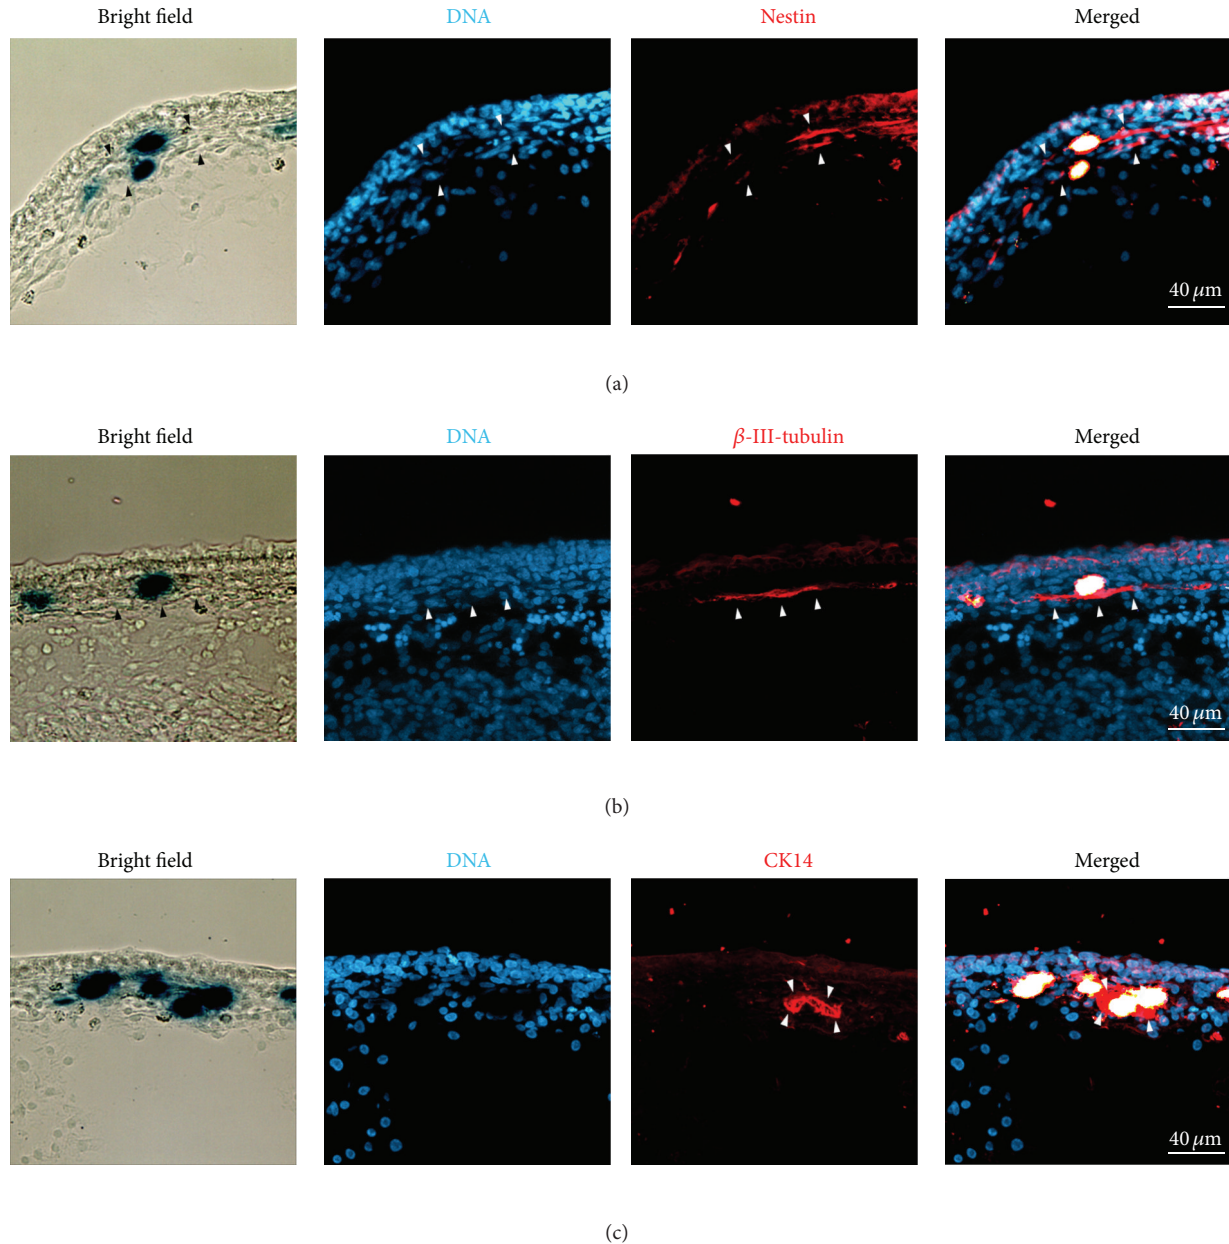 Bright field DNA Nestin Merged
40 μm
(a)
Bright field DNA β-III-tubulin Merged
40 μm
(b)
Bright field DNA CK14 Merged
40 μm
(c)